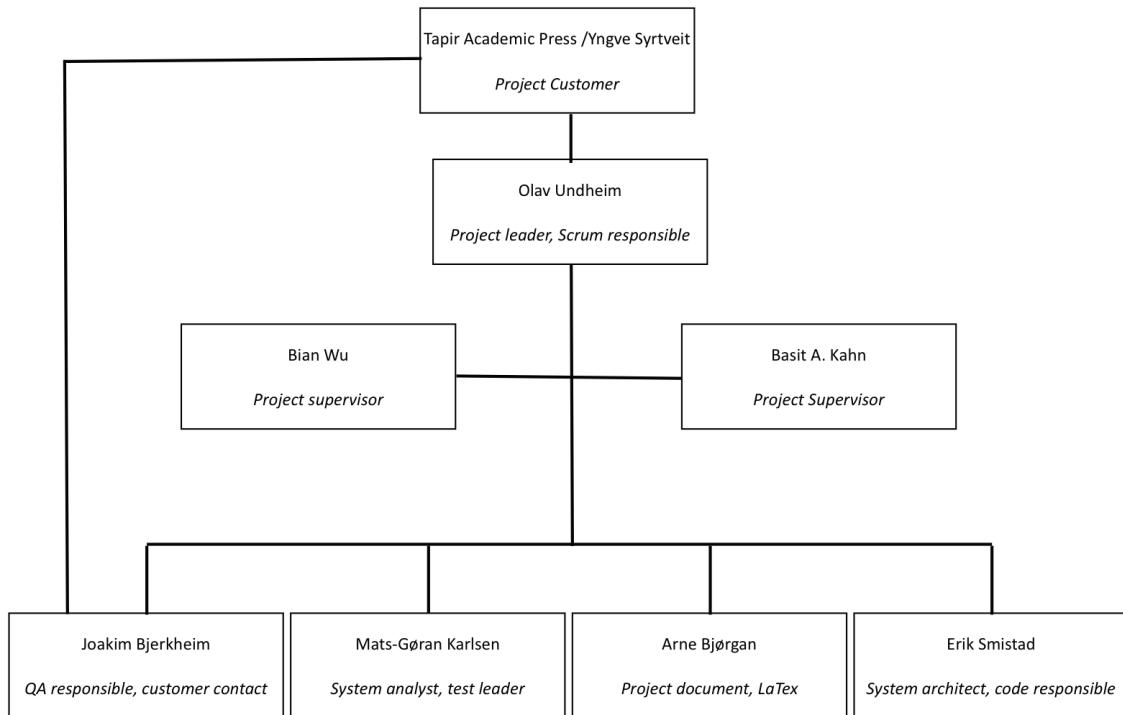 Tapir Academic Press /Yngve Syrtveit
Project Customer
Olav Undheim
Project leader, Scrum responsible
Bian Wu
Project supervisor
Basit A. Kahn
Project Supervisor
Joakim Bjerkheim
QA responsible, customer contact
Mats-Gøran Karlsen
System analyst, test leader
Arne Bjørgan
Project document, LaTex
Erik Smistad
System architect, code responsible